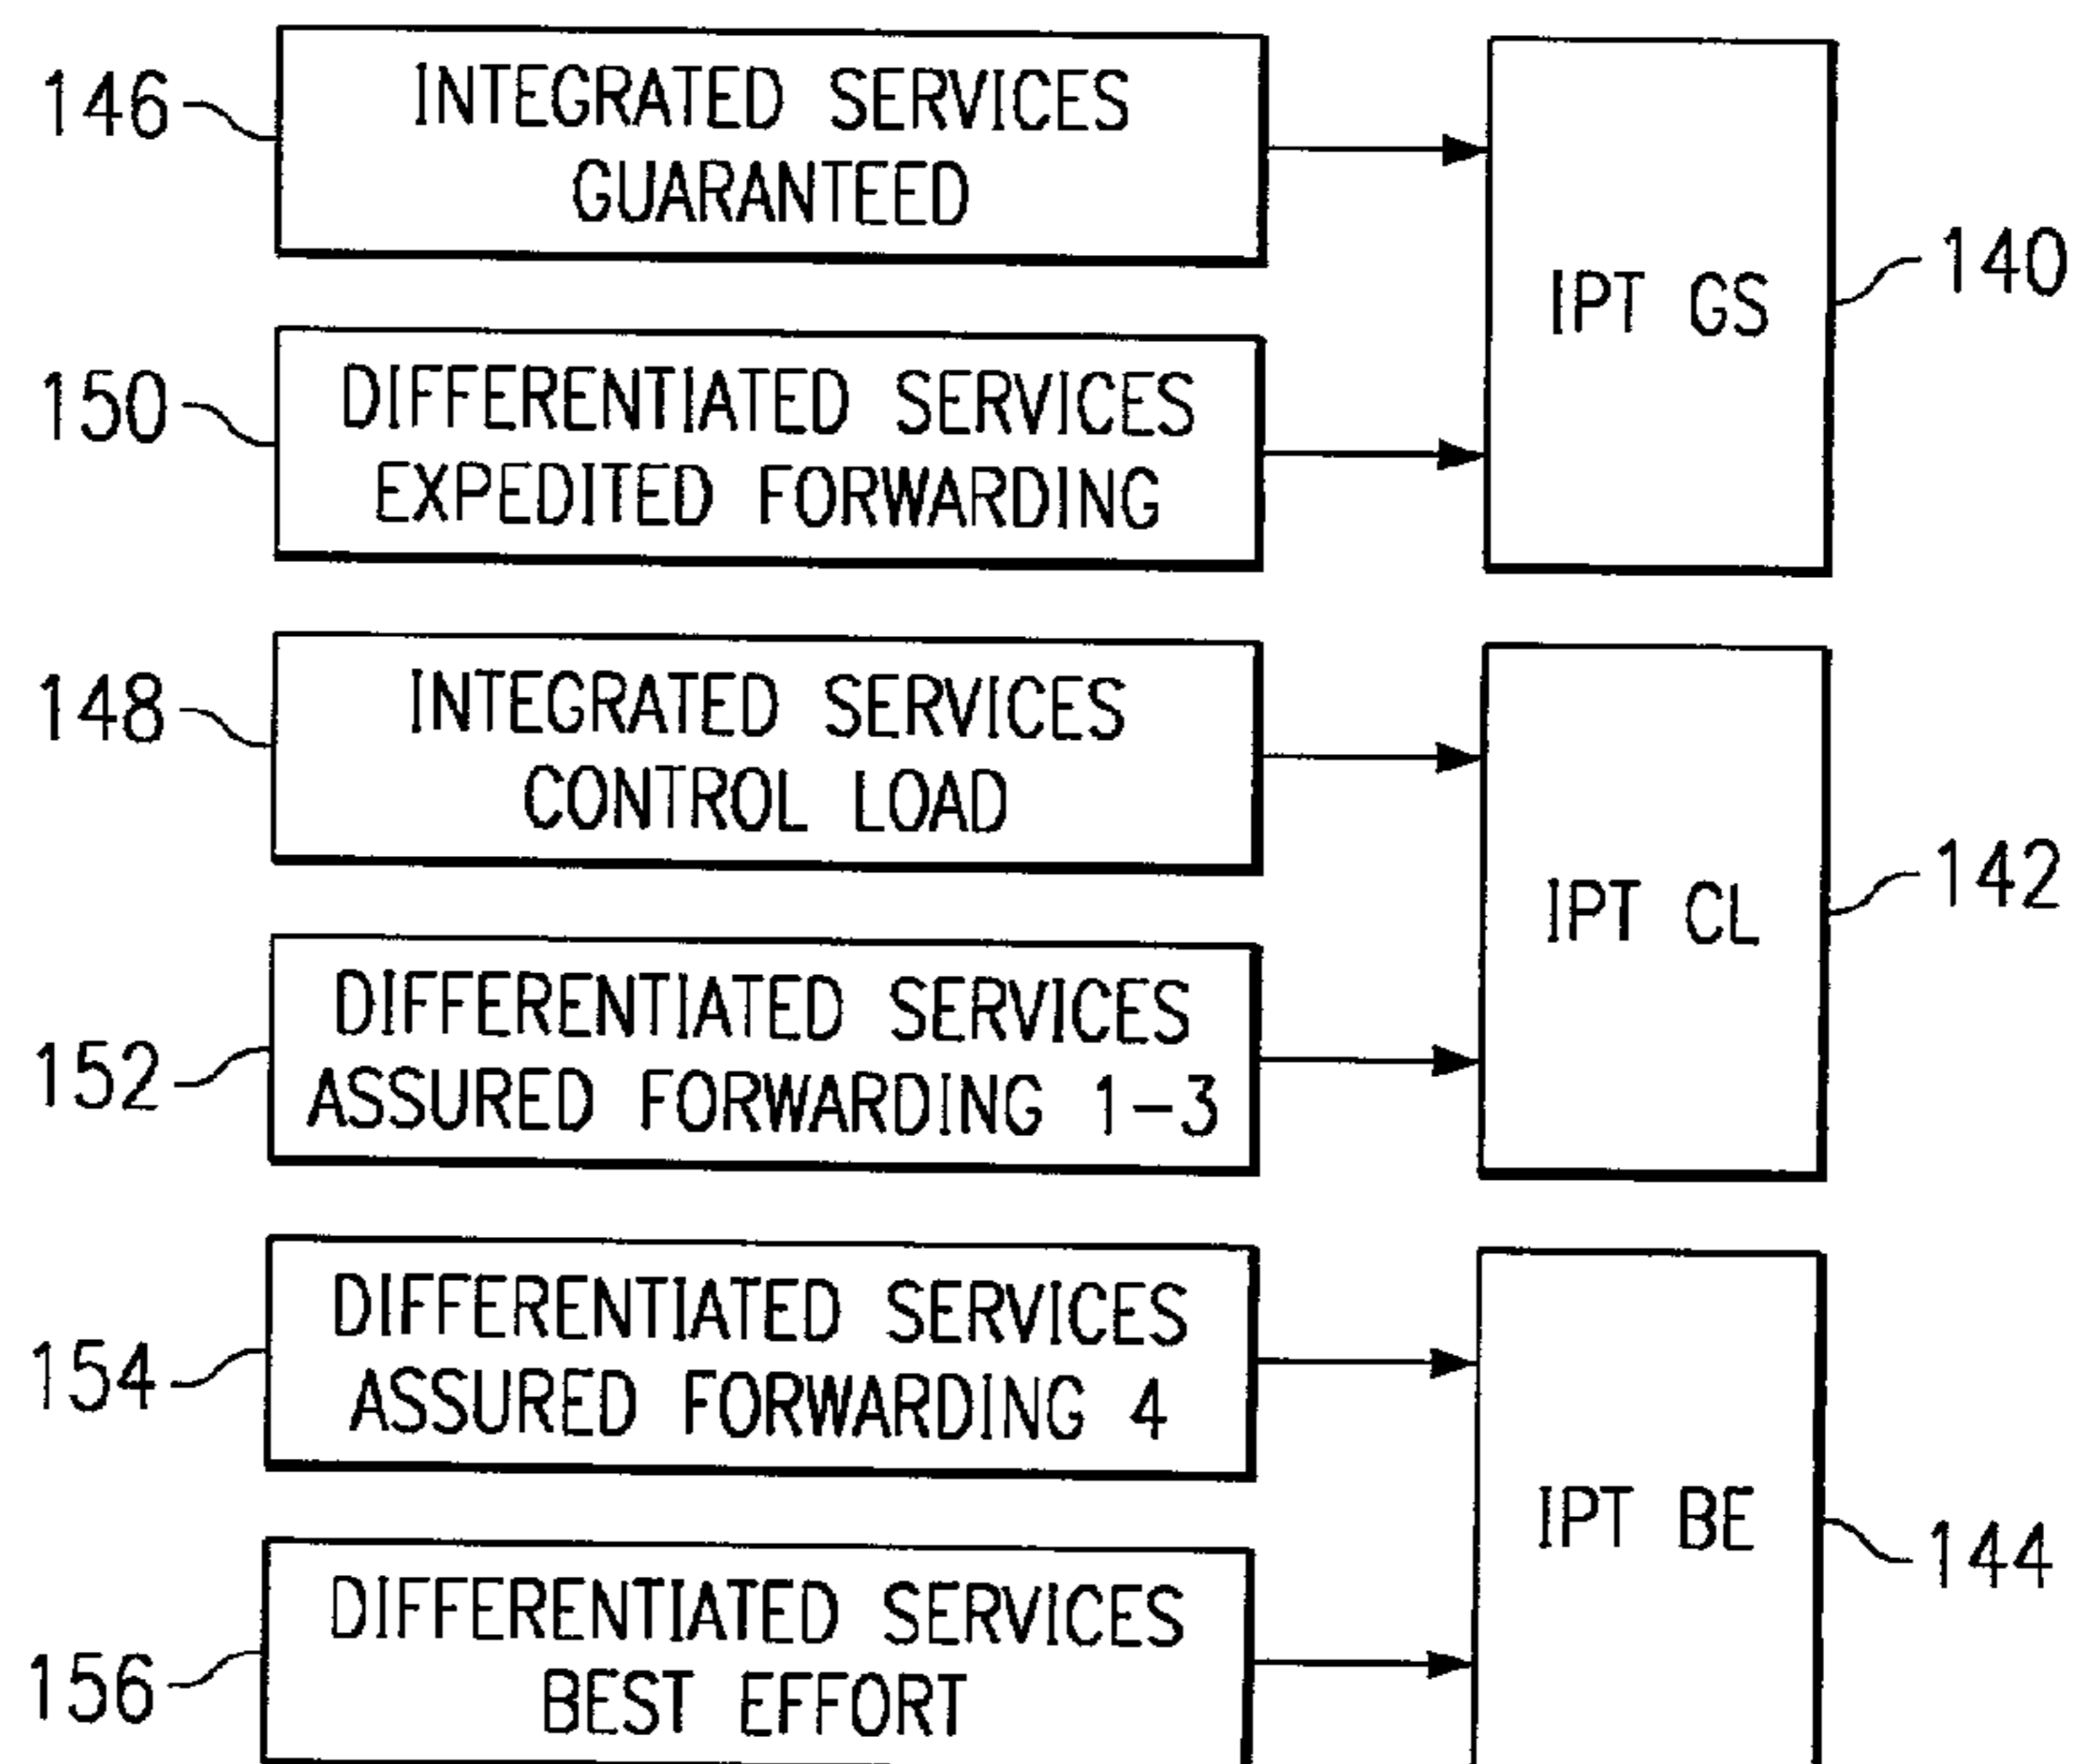 146
INTEGRATED SERVICES
GUARANTEED
150
DIFFERENTIATED SERVICES
EXPEDITED FORWARDING
IPT GS
140
148
INTEGRATED SERVICES
CONTROL LOAD
152
DIFFERENTIATED SERVICES
ASSURED FORWARDING 1-3
IPT CL
142
154
DIFFERENTIATED SERVICES
ASSURED FORWARDING 4
156
DIFFERENTIATED SERVICES
BEST EFFORT
IPT BE
144